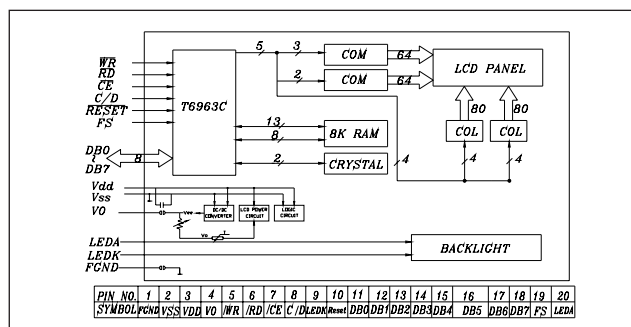 5 3 COM 64
WR
RD 2 COM 64 LCD PANEL
CE
C/D T6963C 80 80
RESET 13 8K RAM COL COL
FS 8
DB0 8 2 CRYSTAL 4 4 4
~
DB7
Vdd
Vss
V0 Vee DC/DC CONVERTER LCD POWER CIRCUIT LOGIC CIRCUIT
Vo
LEDA BACKLIGHT
LEDK
FGND
PIN NO. 1 2 3 4 5 6 7 8 9 10 11 12 13 14 15 16 17 18 19 20
SYMBOL FGND VSS VDD V0 /WR /RD /CE C/D LEDK Reset DB0 DB1 DB2 DB3 DB4 DB5 DB6 DB7 FS LEDA